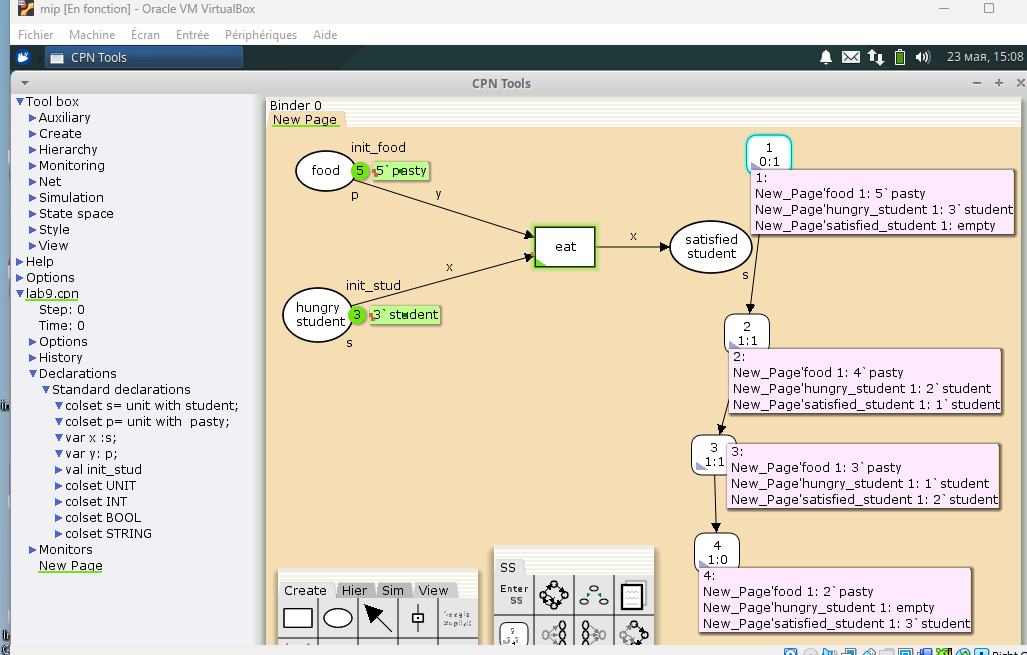 mip [En fonction] - Oracle VM VirtualBox
Fichier Machine Écran Entrée Périphériques Aide
CPN Tools
23 мая, 15:08
CPN Tools
Tool box
Auxiliary
Create
Hierarchy
Monitoring
Net
Simulation
State space
Style
View
Help
Options
lab9.cpn
Step: 0
Time: 0
Options
History
Declarations
Standard declarations
colset s= unit with student;
colset p= unit with pasty;
var x :s;
var y: p;
val init_stud
colset UNIT
colset INT
colset BOOL
colset STRING
Monitors
New Page
Binder 0
New Page
init_food
food
5
5`pasty
p
y
eat
x
satisfied
student
s
x
init_stud
hungry
student
3
3`student
s
1
0:1
1:
New_Page'food 1: 5`pasty
New_Page'hungry_student 1: 3`student
New_Page'satisfied_student 1: empty
2
1:1
2:
New_Page'food 1: 4`pasty
New_Page'hungry_student 1: 2`student
New_Page'satisfied_student 1: 1`student
3
1:1
3:
New_Page'food 1: 3`pasty
New_Page'hungry_student 1: 1`student
New_Page'satisfied_student 1: 2`student
4
1:0
4:
New_Page'food 1: 2`pasty
New_Page'hungry_student 1: empty
New_Page'satisfied_student 1: 3`student
Create Hier Sim View
SS
Enter
SS